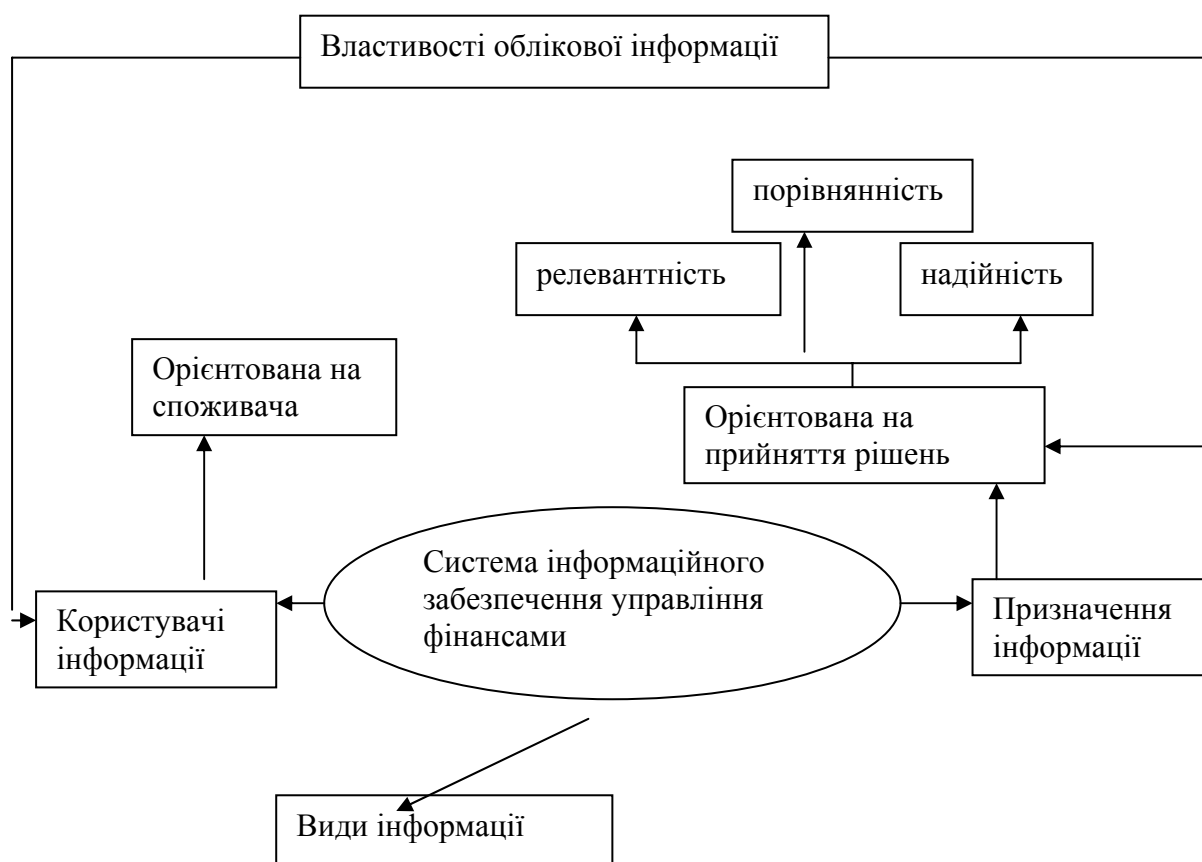 Властивості облікової інформації
порівнянність
релевантність
надійність
Орієнтована на
споживача
Орієнтована на
прийняття рішень
Система інформаційного
забезпечення управління
фінансами
Користувачі
інформації
Призначення
інформації
Види інформації